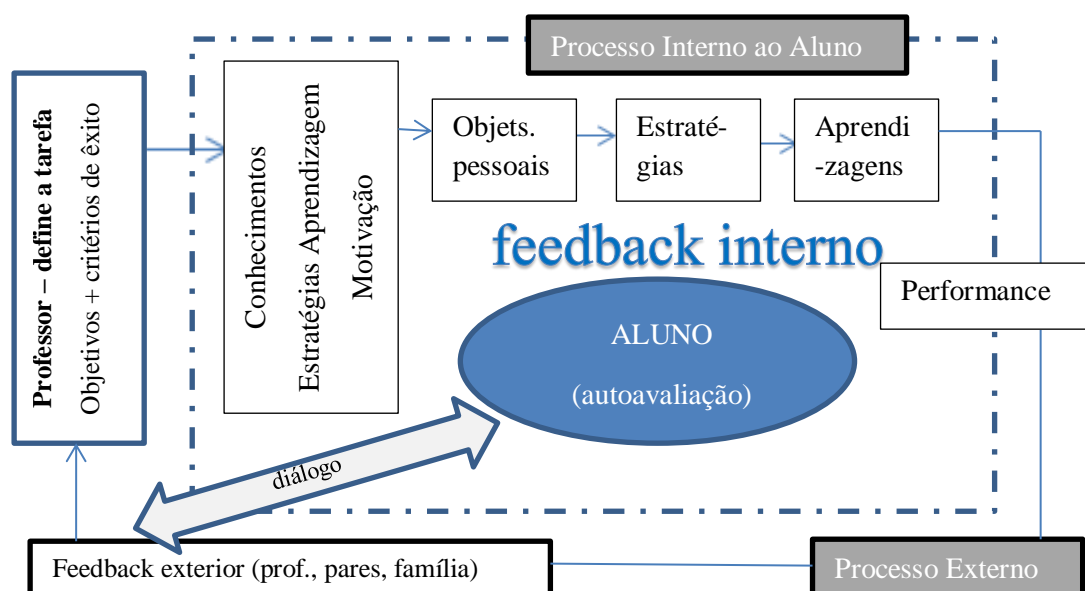 Processo Interno ao Aluno
Professor – define a tarefa
Objetivos + critérios de êxito
Conhecimentos
Estratégias Aprendizagem
Motivação
Objets.
pessoais
Estraté-
gias
Aprendi
-zagens
feedback interno
Performance
ALUNO
(autoavaliação)
diálogo
Feedback exterior (prof., pares, família)
Processo Externo